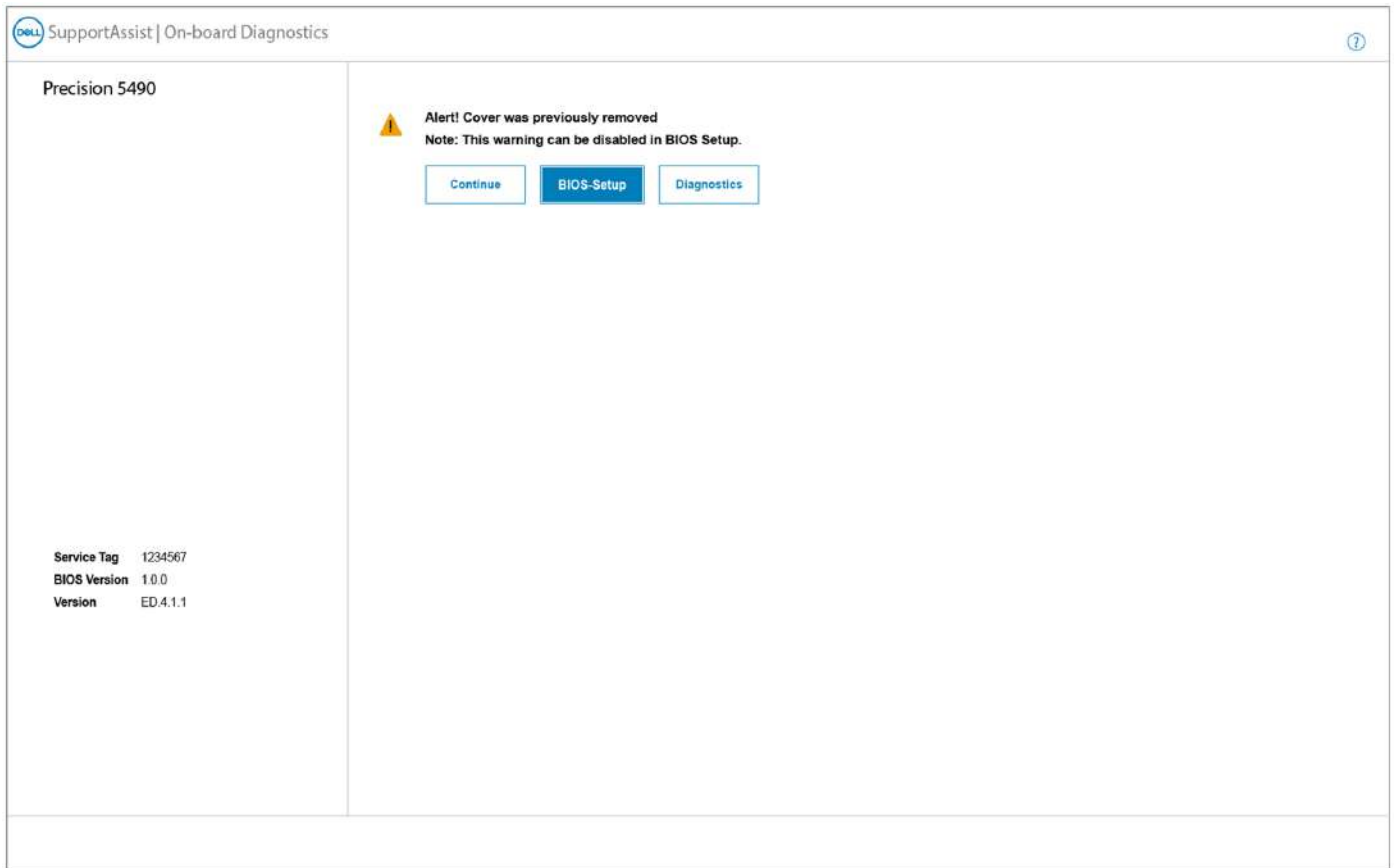 DELL SupportAssist | On-board Diagnostics
?
Precision 5490
Alert! Cover was previously removed
Note: This warning can be disabled in BIOS Setup.
Continue BIOS-Setup Diagnostics
Service Tag 1234567
BIOS Version 1.0.0
Version ED.4.1.1